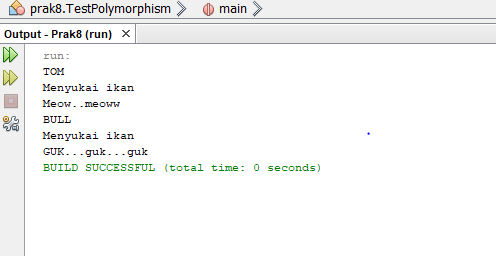 prak8.TestPolymorphism main
Output - Prak8 (run) ×
run:
TOM
Menyukai ikan
Meow..meoww
BULL
Menyukai ikan
GUK...guk...guk
BUILD SUCCESSFUL (total time: 0 seconds)